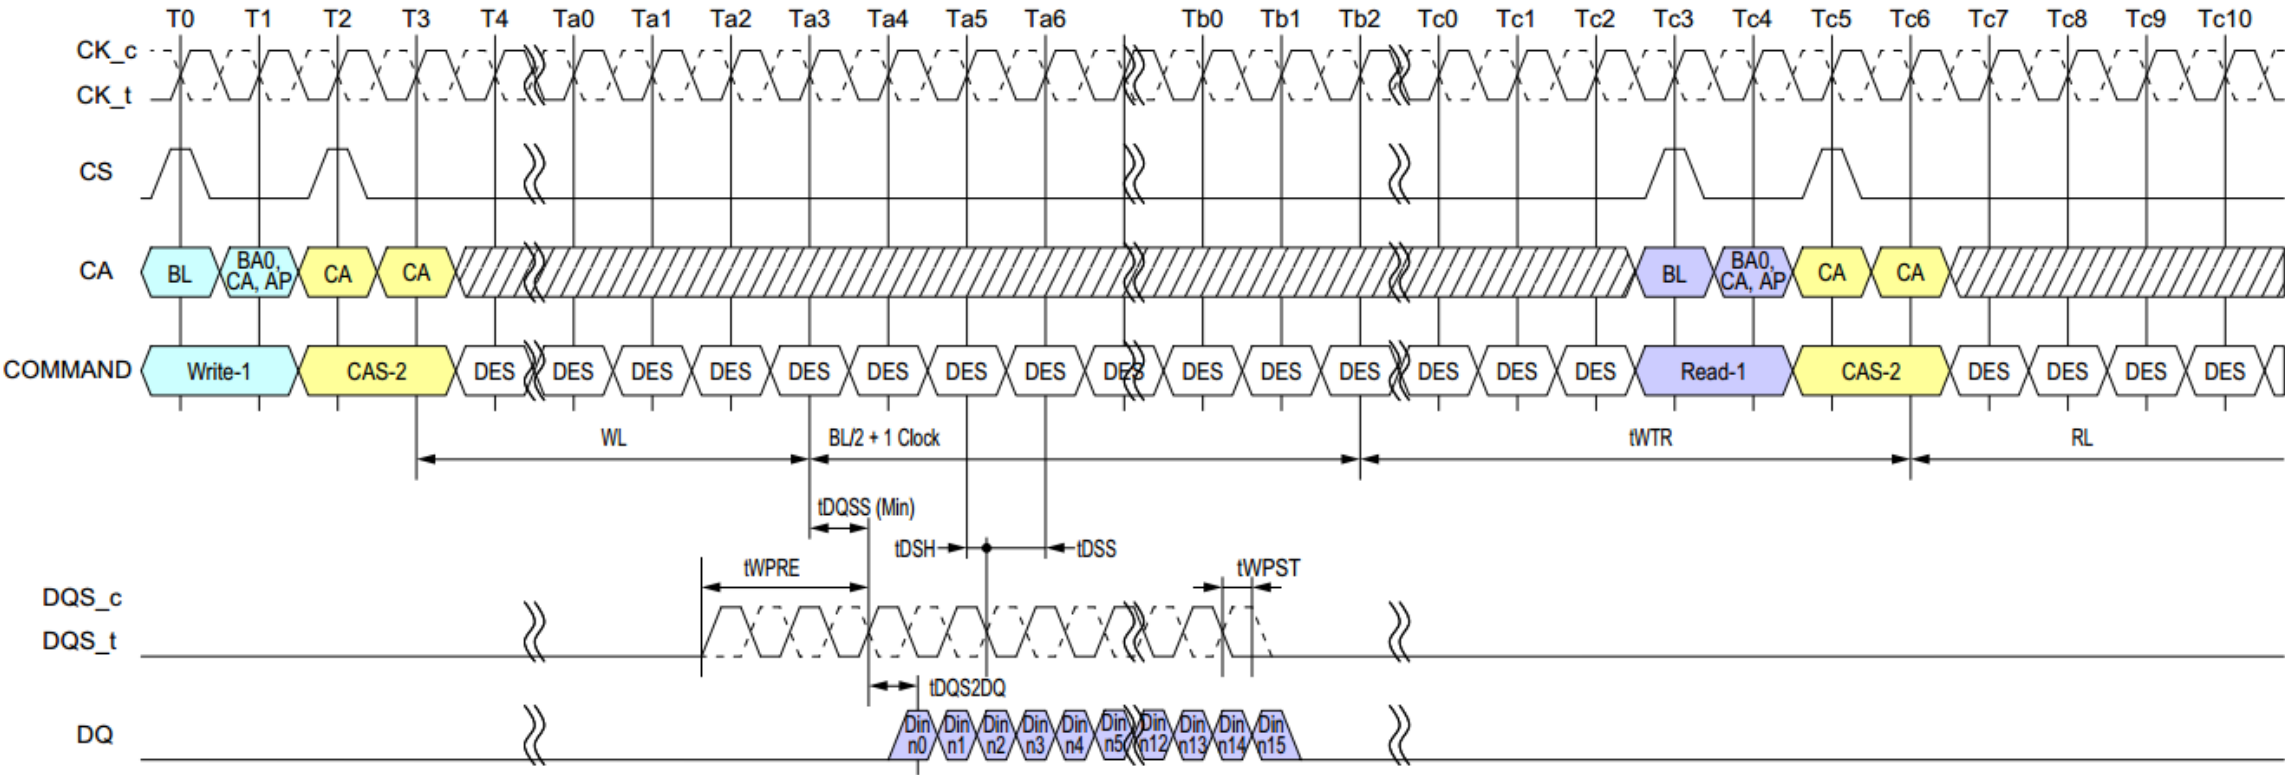 T0 T1 T2 T3 T4 Ta0 Ta1 Ta2 Ta3 Ta4 Ta5 Ta6 Tb0 Tb1 Tb2 Tc0 Tc1 Tc2 Tc3 Tc4 Tc5 Tc6 Tc7 Tc8 Tc9 Tc10
CK_c
CK_t
CS
CA
BL
BA0,
CA, AP
CA
CA
BL
BA0,
CA, AP
CA
CA
COMMAND Write-1 CAS-2 DES DES DES DES DES DES DES DES DES DES DES DES DES DES DES Read-1 CAS-2 DES DES DES DES
WL BL/2 + 1 Clock tWTR RL
tDQSS (Min)
tDSH tDSS
tWPRE tWPST
DQS_c
DQS_t
tDQS2DQ
DQ
Din
n0
Din
n1
Din
n2
Din
n3
Din
n4
Din
n5
Din
n12
Din
n13
Din
n14
Din
n15